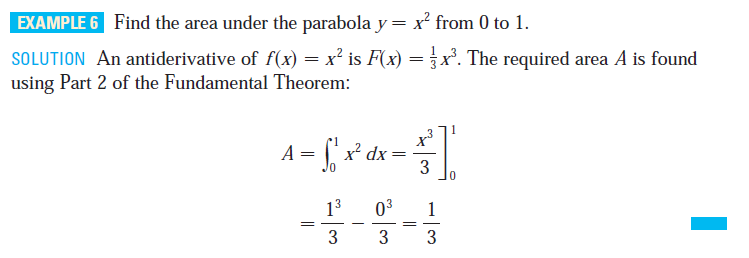 EXAMPLE 6 Find the area under the parabola y = x² from 0 to 1.
SOLUTION An antiderivative of f(x) = x² is F(x) = ⅓x³. The required area A is found
using Part 2 of the Fundamental Theorem:
A = ∫₀¹ x² dx = x³/3 ]₀¹
= 1³/3 − 0³/3 = 1/3